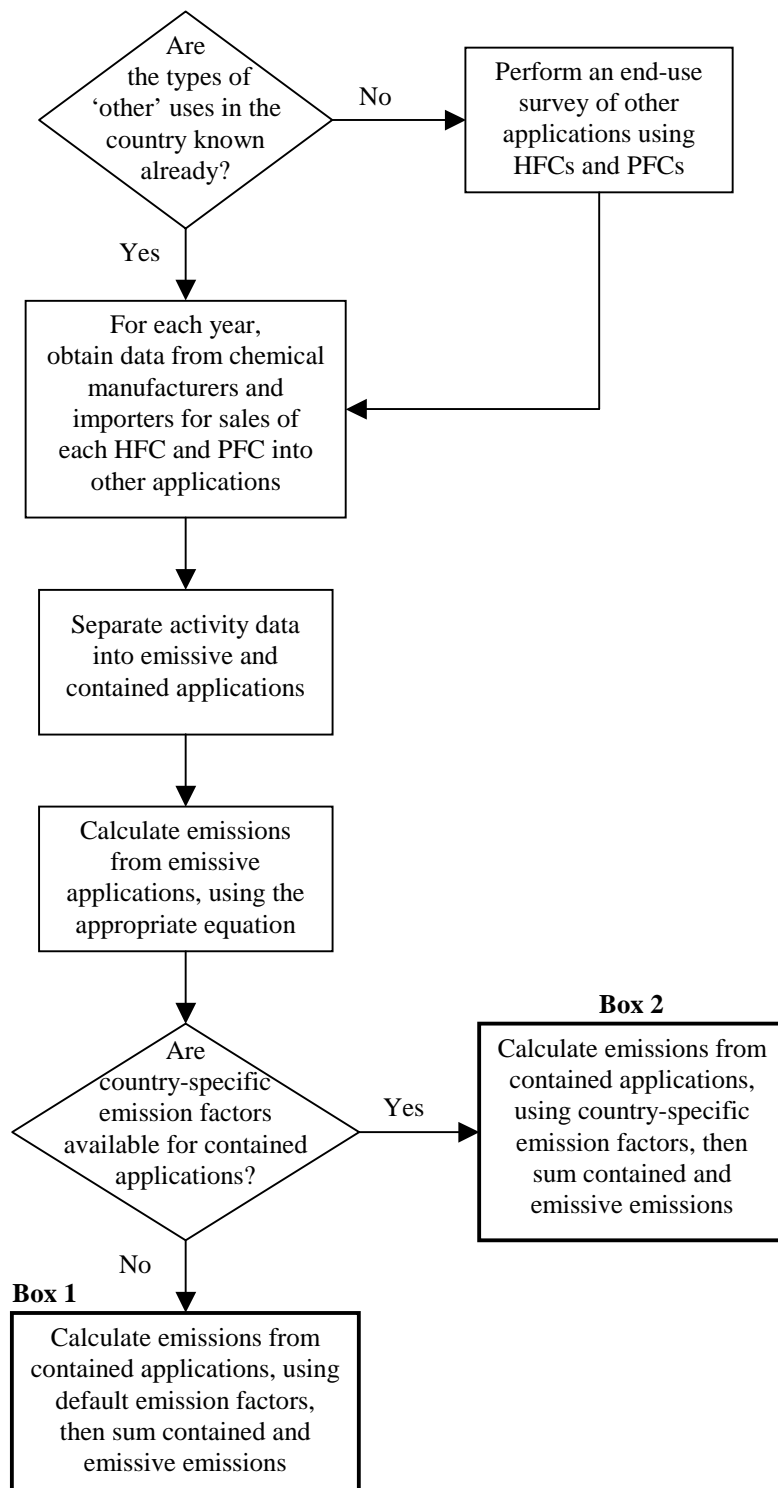 Are
the types of
‘other’ uses in the
country known
already?
No
Perform an end-use
survey of other
applications using
HFCs and PFCs
Yes
For each year,
obtain data from chemical
manufacturers and
importers for sales of
each HFC and PFC into
other applications
Separate activity data
into emissive and
contained applications
Calculate emissions
from emissive
applications, using the
appropriate equation
Are
country-specific
emission factors
available for contained
applications?
Yes
Box 2
Calculate emissions from
contained applications,
using country-specific
emission factors, then
sum contained and
emissive emissions
No
Box 1
Calculate emissions from
contained applications, using
default emission factors,
then sum contained and
emissive emissions